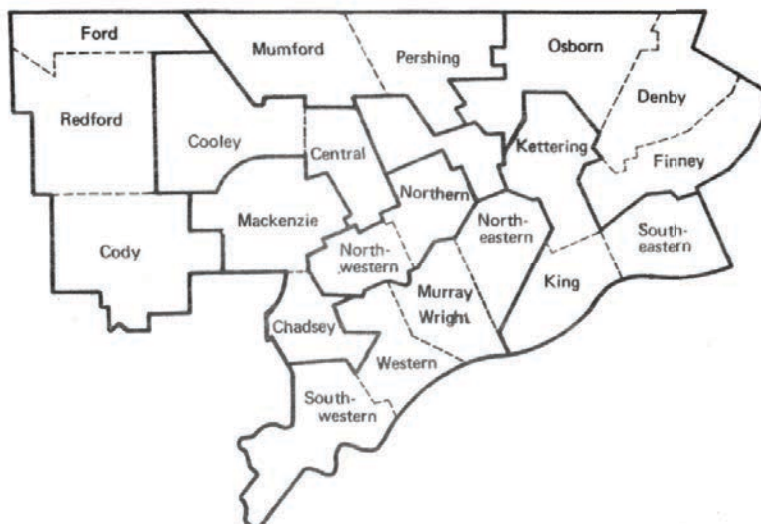 Ford
Mumford
Pershing
Osborn
Denby
Redford
Cooley
Central
Kettering
Finney
Northern
Mackenzie
North-
eastern
South-
eastern
Cody
North-
western
King
Murray
Wright
Chadsey
Western
South-
western